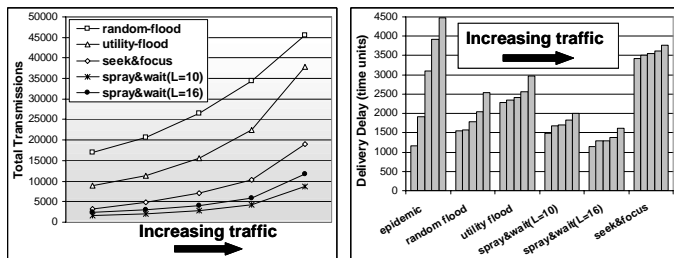 50000
45000
40000
35000
30000
25000
20000
15000
10000
5000
0
Total Transmissions
random-flood
utility-flood
seek&focus
spray&wait(L=10)
spray&wait(L=16)
Increasing traffic
4500
4000
3500
3000
2500
2000
1500
1000
500
0
Delivery Delay (time units)
Increasing traffic
epidemic
random flood
utility flood
spray&wait(L=10)
spray&wait(L=16)
seek&focus